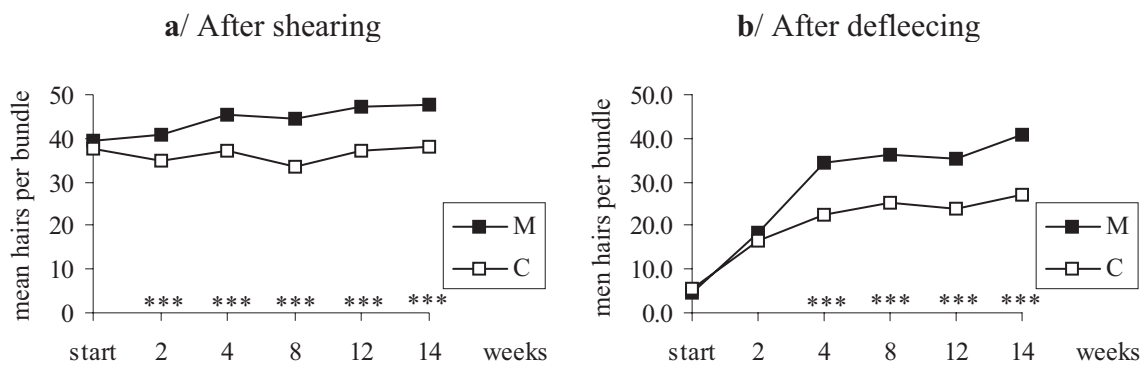 a/ After shearing
mean hairs per bundle
50
40
30
20
10
0
M
C
*** *** *** *** ***
start 2 4 8 12 14 weeks
b/ After defleecing
men hairs per bundle
50.0
40.0
30.0
20.0
10.0
0.0
M
C
*** *** *** ***
start 2 4 8 12 14 weeks